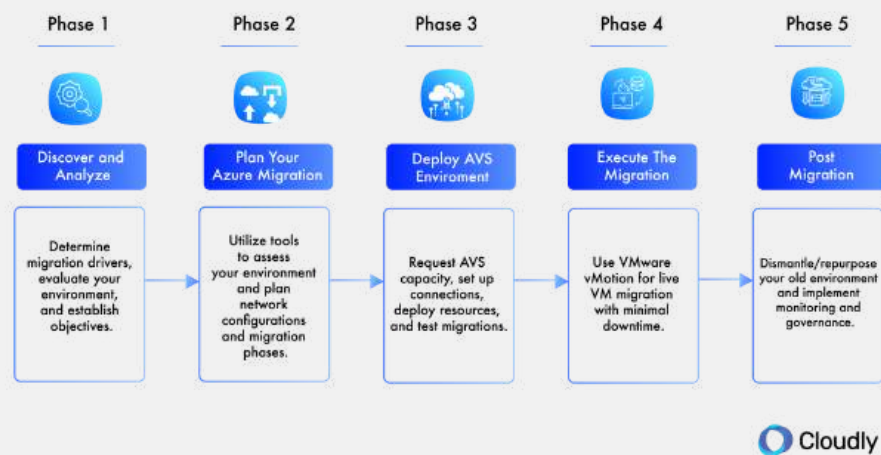 Phase 1
Phase 2
Phase 3
Phase 4
Phase 5
Discover and
Analyze
Plan Your
Azure Migration
Deploy AVS
Enviroment
Execute The
Migration
Post
Migration
Determine
migration drivers,
evaluate your
environment,
and establish
objectives.
Utilize tools
to assess
your environment
and plan
network
configurations
and migration
phases.
Request AVS
capacity, set up
connections,
deploy resources,
and test migrations.
Use VMware
vMotion for live
VM migration
with minimal
downtime.
Dismantle/repurpose
your old environment
and implement
monitoring and
governance.
Cloudly